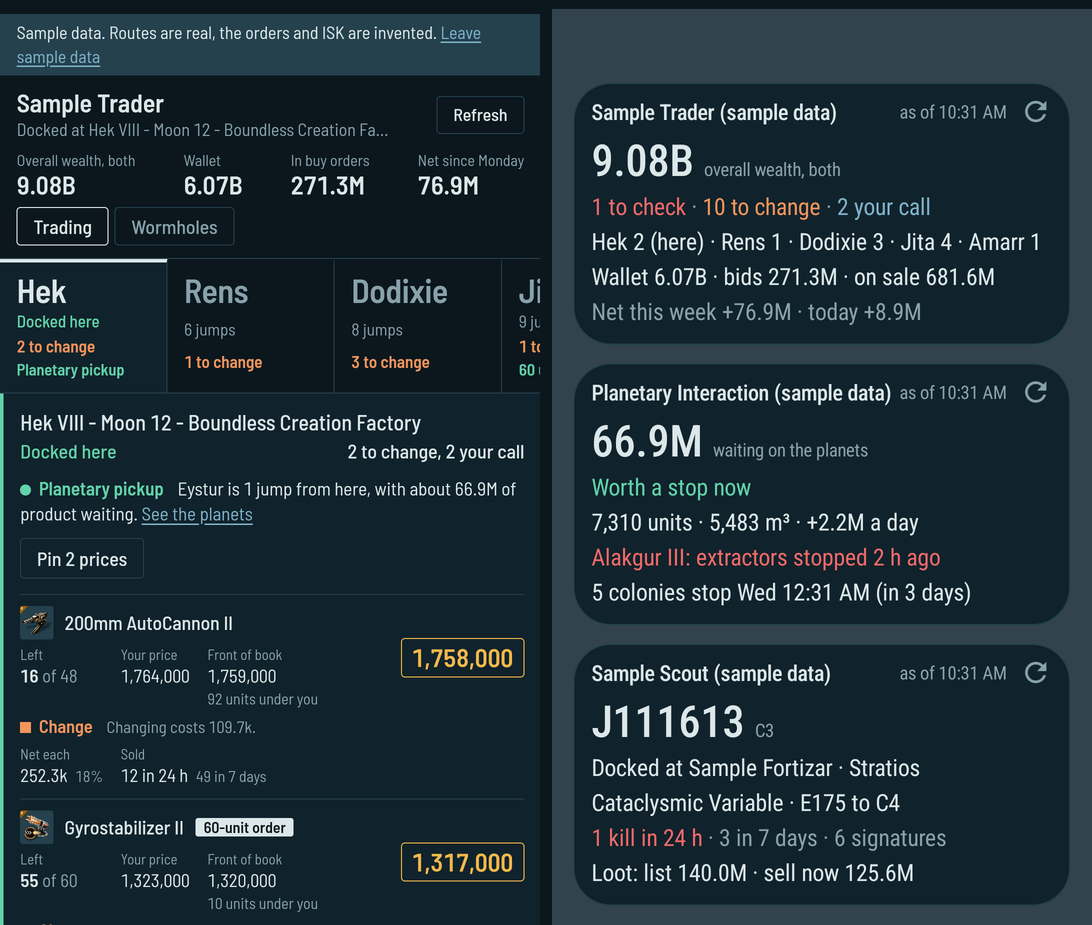 Sample data. Routes are real, the orders and ISK are invented. Leave
sample data
Sample Trader
Refresh
Docked at Hek VIII - Moon 12 - Boundless Creation Fa...
Overall wealth, both Wallet In buy orders Net since Monday
9.08B 6.07B 271.3M 76.9M
Trading Wormholes
Hek Rens Dodixie Ji
Docked here 6 jumps 8 jumps 9 ju
2 to change 1 to change 3 to change 1 to
Planetary pickup 60
Hek VIII - Moon 12 - Boundless Creation Factory
Docked here 2 to change, 2 your call
Planetary pickup Eystur is 1 jump from here, with about 66.9M of
product waiting. See the planets
Pin 2 prices
200mm AutoCannon II
Left Your price Front of book
16 of 48 1,764,000 1,759,000
1,758,000
92 units under you
Change Changing costs 109.7k.
Net each Sold
252.3k 18% 12 in 24 h 49 in 7 days
Gyrostabilizer II 60-unit order
Left Your price Front of book
55 of 60 1,323,000 1,320,000
1,317,000
10 units under you
Sample Trader (sample data) as of 10:31 AM
9.08B overall wealth, both
1 to check · 10 to change · 2 your call
Hek 2 (here) · Rens 1 · Dodixie 3 · Jita 4 · Amarr 1
Wallet 6.07B · bids 271.3M · on sale 681.6M
Net this week +76.9M · today +8.9M
Planetary Interaction (sample data) as of 10:31 AM
66.9M waiting on the planets
Worth a stop now
7,310 units · 5,483 m³ · +2.2M a day
Alakgur III: extractors stopped 2 h ago
5 colonies stop Wed 12:31 AM (in 3 days)
Sample Scout (sample data) as of 10:31 AM
J111613 C3
Docked at Sample Fortizar · Stratios
Cataclysmic Variable · E175 to C4
1 kill in 24 h · 3 in 7 days · 6 signatures
Loot: list 140.0M · sell now 125.6M